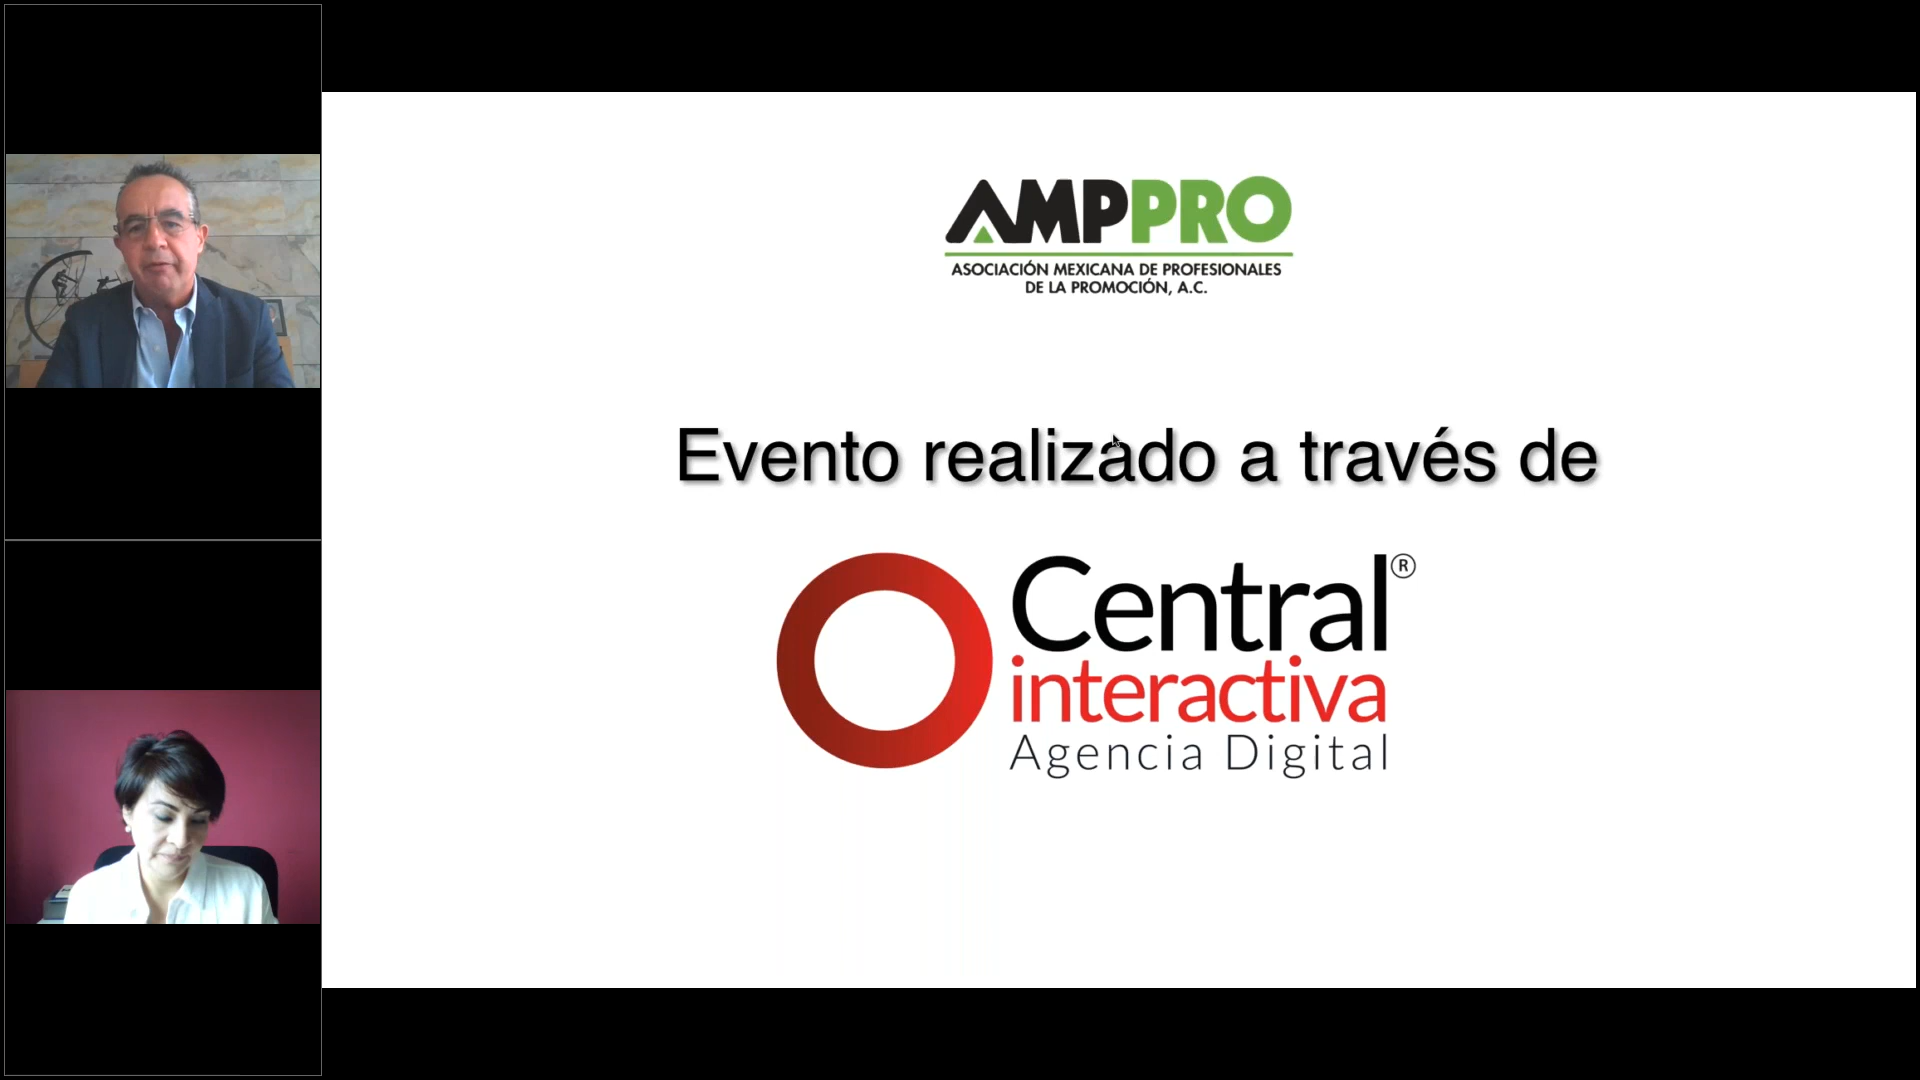 AMPPRO
ASOCIACIÓN MEXICANA DE PROFESIONALES
DE LA PROMOCIÓN, A.C.
Evento realizado a través de
Central®
interactiva
Agencia Digital